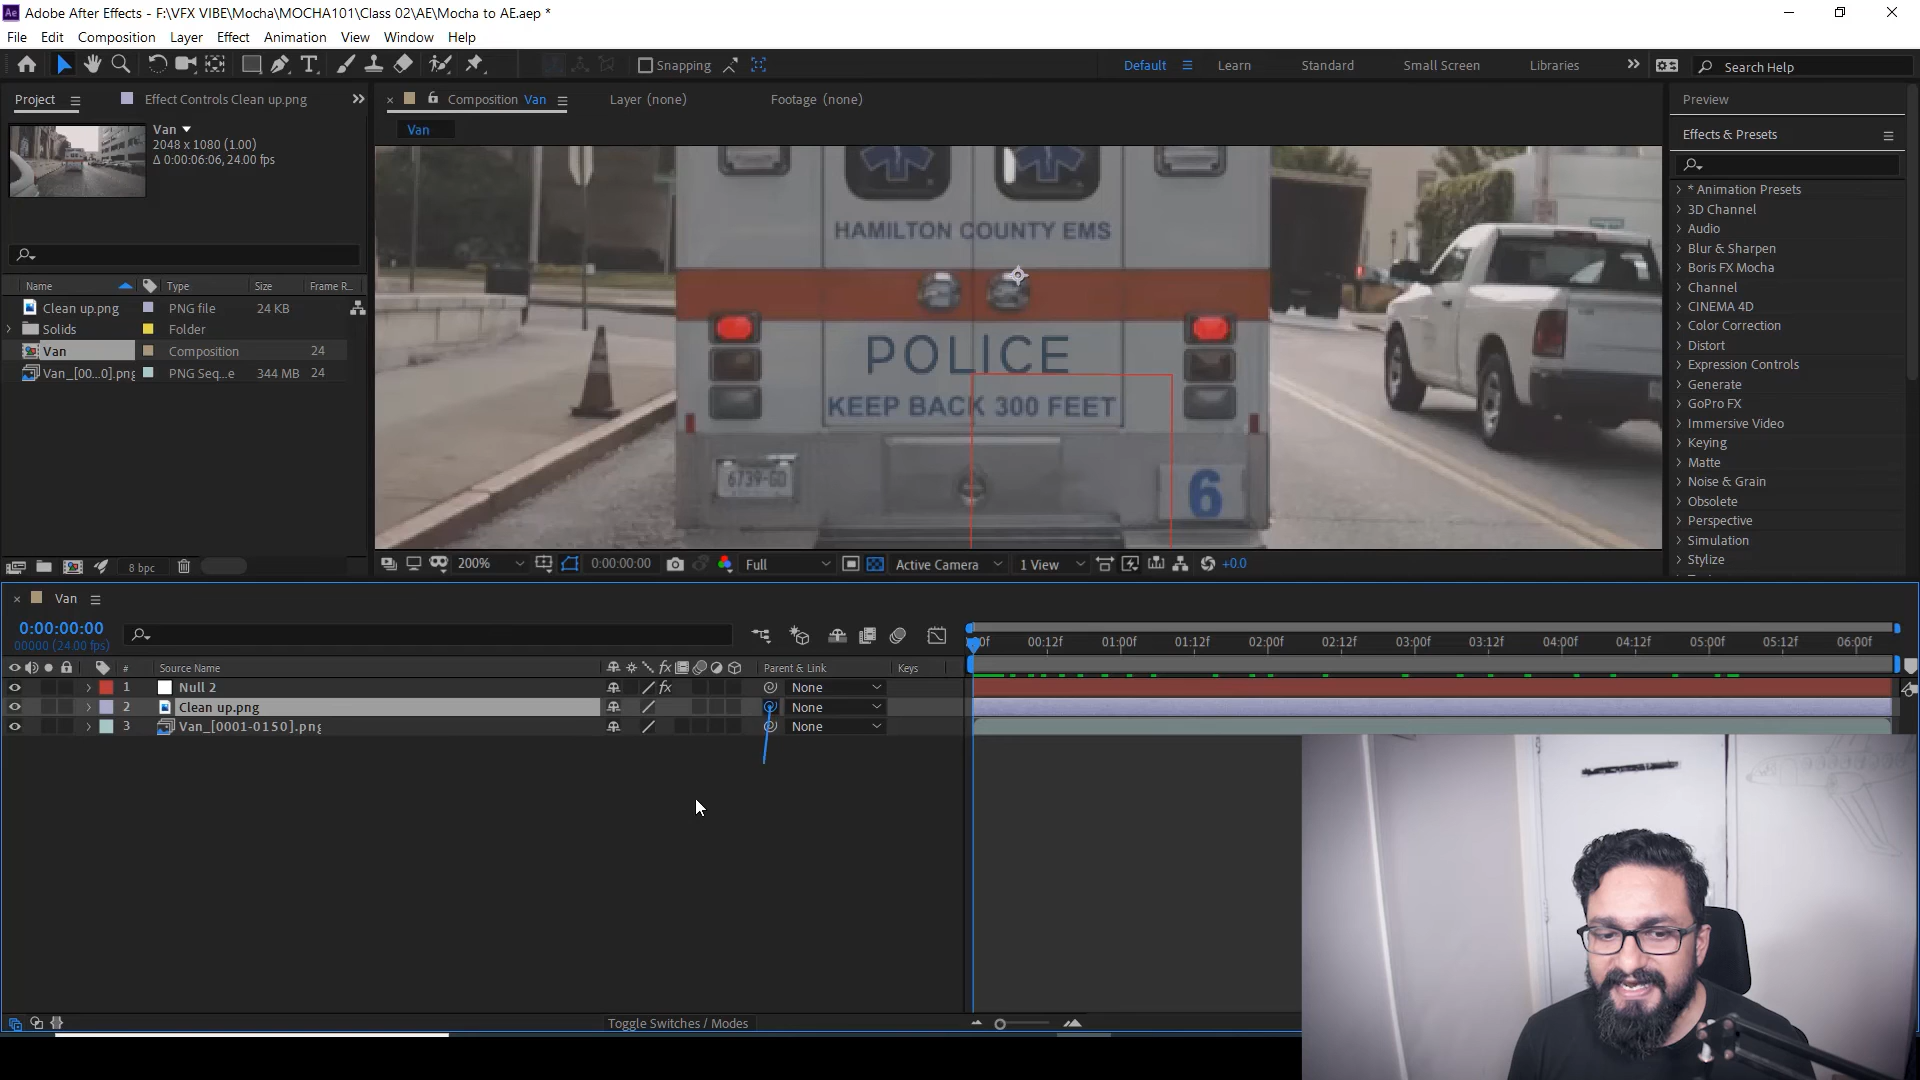 Ae Adobe After Effects - F:\VFX VIBE\Mocha\MOCHA101\Class 02\AE\Mocha to AE.aep *
File Edit Composition Layer Effect Animation View Window Help
Snapping Default Learn Standard Small Screen Libraries Search Help
Project Effect Controls Clean up.png Composition Van Layer (none) Footage (none) Preview
Van
Van
2048 x 1080 (1.00)
Δ 0:00:06:06, 24.00 fps
Name Type Size Frame R...
Clean up.png PNG file 24 KB
Solids Folder
Van Composition 24
Van_[00...0].png PNG Seq...e 344 MB 24
8 bpc
HAMILTON COUNTY EMS
POLICE
KEEP BACK 300 FEET
6739-GD
6
200% 0:00:00:00 Full Active Camera 1 View +0.0
Effects & Presets
* Animation Presets
3D Channel
Audio
Blur & Sharpen
Boris FX Mocha
Channel
CINEMA 4D
Color Correction
Distort
Expression Controls
Generate
GoPro FX
Immersive Video
Keying
Matte
Noise & Grain
Obsolete
Perspective
Simulation
Stylize
Van
0:00:00:00
00000 (24.00 fps)
00f 00:12f 01:00f 01:12f 02:00f 02:12f 03:00f 03:12f 04:00f 04:12f 05:00f 05:12f 06:00f
# Source Name fx Parent & Link Keys
1 Null 2 fx None
2 Clean up.png None
3 Van_[0001-0150].png None
Toggle Switches / Modes